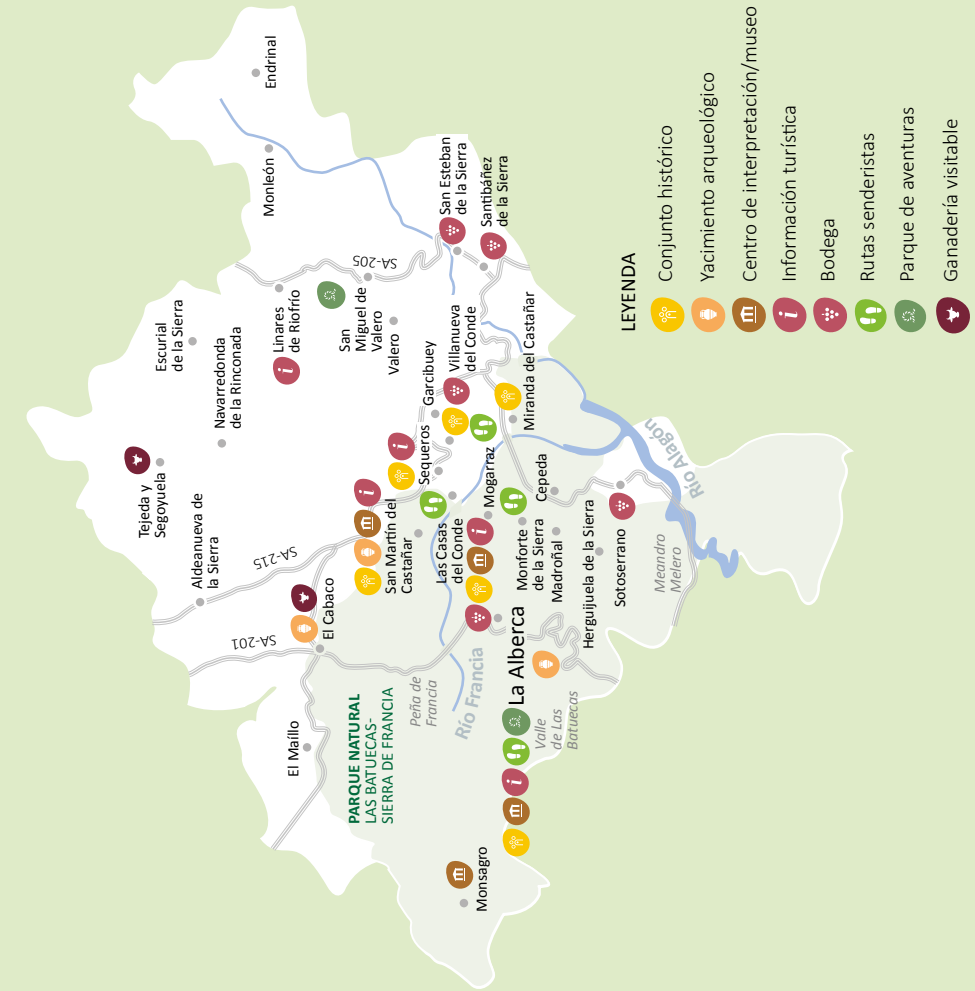 Endrinal
Monleón
San Esteban
de la Sierra
Santibáñez
de la Sierra
SA-205
Escurial
de la Sierra
Navarredonda
de la Rinconada
Linares
de Riofrío
San
Miguel de
Valero
Valero
Garcibuey
Villanueva
del Conde
Miranda del Castañar
Tejeda y
Segoyuela
Aldeanueva de
la Sierra
SA-215
SA-201
El Cabaco
San Martín del
Castañar
Sequeros
Las Casas
del Conde
Mogarraz
Cepeda
Monforte
de la Sierra
Madroñal
Herguijuela de la Sierra
Sotoserrano
Río Alagón
Meandro
Melero
El Maíllo
PARQUE NATURAL
LAS BATUECAS-
SIERRA DE FRANCIA
Peña de
Francia
Río Francia
La Alberca
Valle
de Las
Batuecas
Monsagro
LEYENDA
Conjunto histórico
Yacimiento arqueológico
Centro de interpretación/museo
Información turística
Bodega
Rutas senderistas
Parque de aventuras
Ganadería visitable